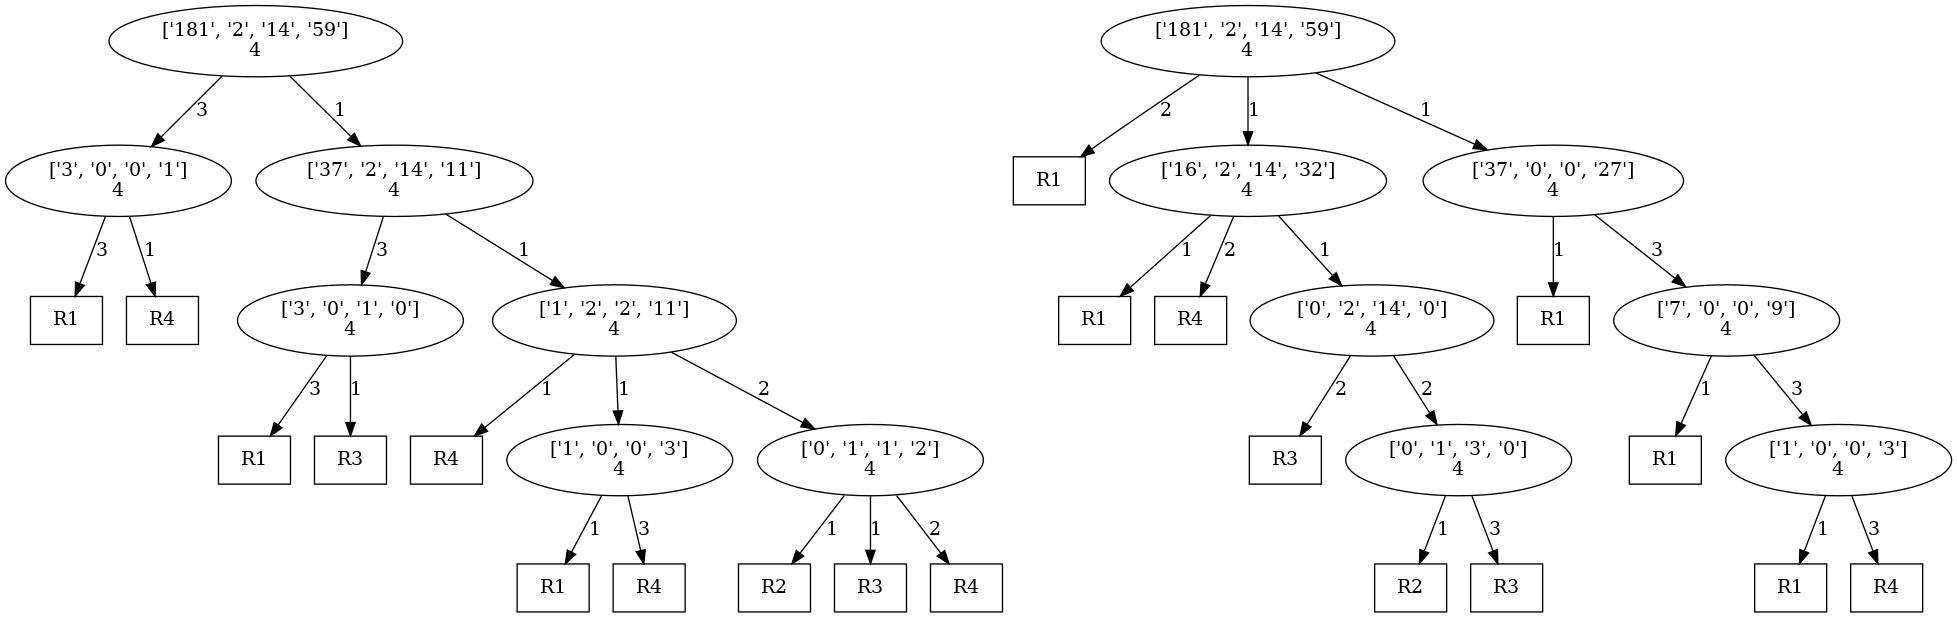 ['181', '2', '14', '59']
4
['181', '2', '14', '59']
4
3
1
2
1
1
['3', '0', '0', '1']
4
['37', '2', '14', '11']
4
R1
['16', '2', '14', '32']
4
['37', '0', '0', '27']
4
3
1
3
1
1
2
1
1
3
R1
R4
['3', '0', '1', '0']
4
['1', '2', '2', '11']
4
R1
R4
['0', '2', '14', '0']
4
R1
['7', '0', '0', '9']
4
3
1
1
1
2
2
2
1
3
R1
R3
R4
['1', '0', '0', '3']
4
['0', '1', '1', '2']
4
R3
['0', '1', '3', '0']
4
R1
['1', '0', '0', '3']
4
1
3
1
1
2
1
3
1
3
R1
R4
R2
R3
R4
R2
R3
R1
R4